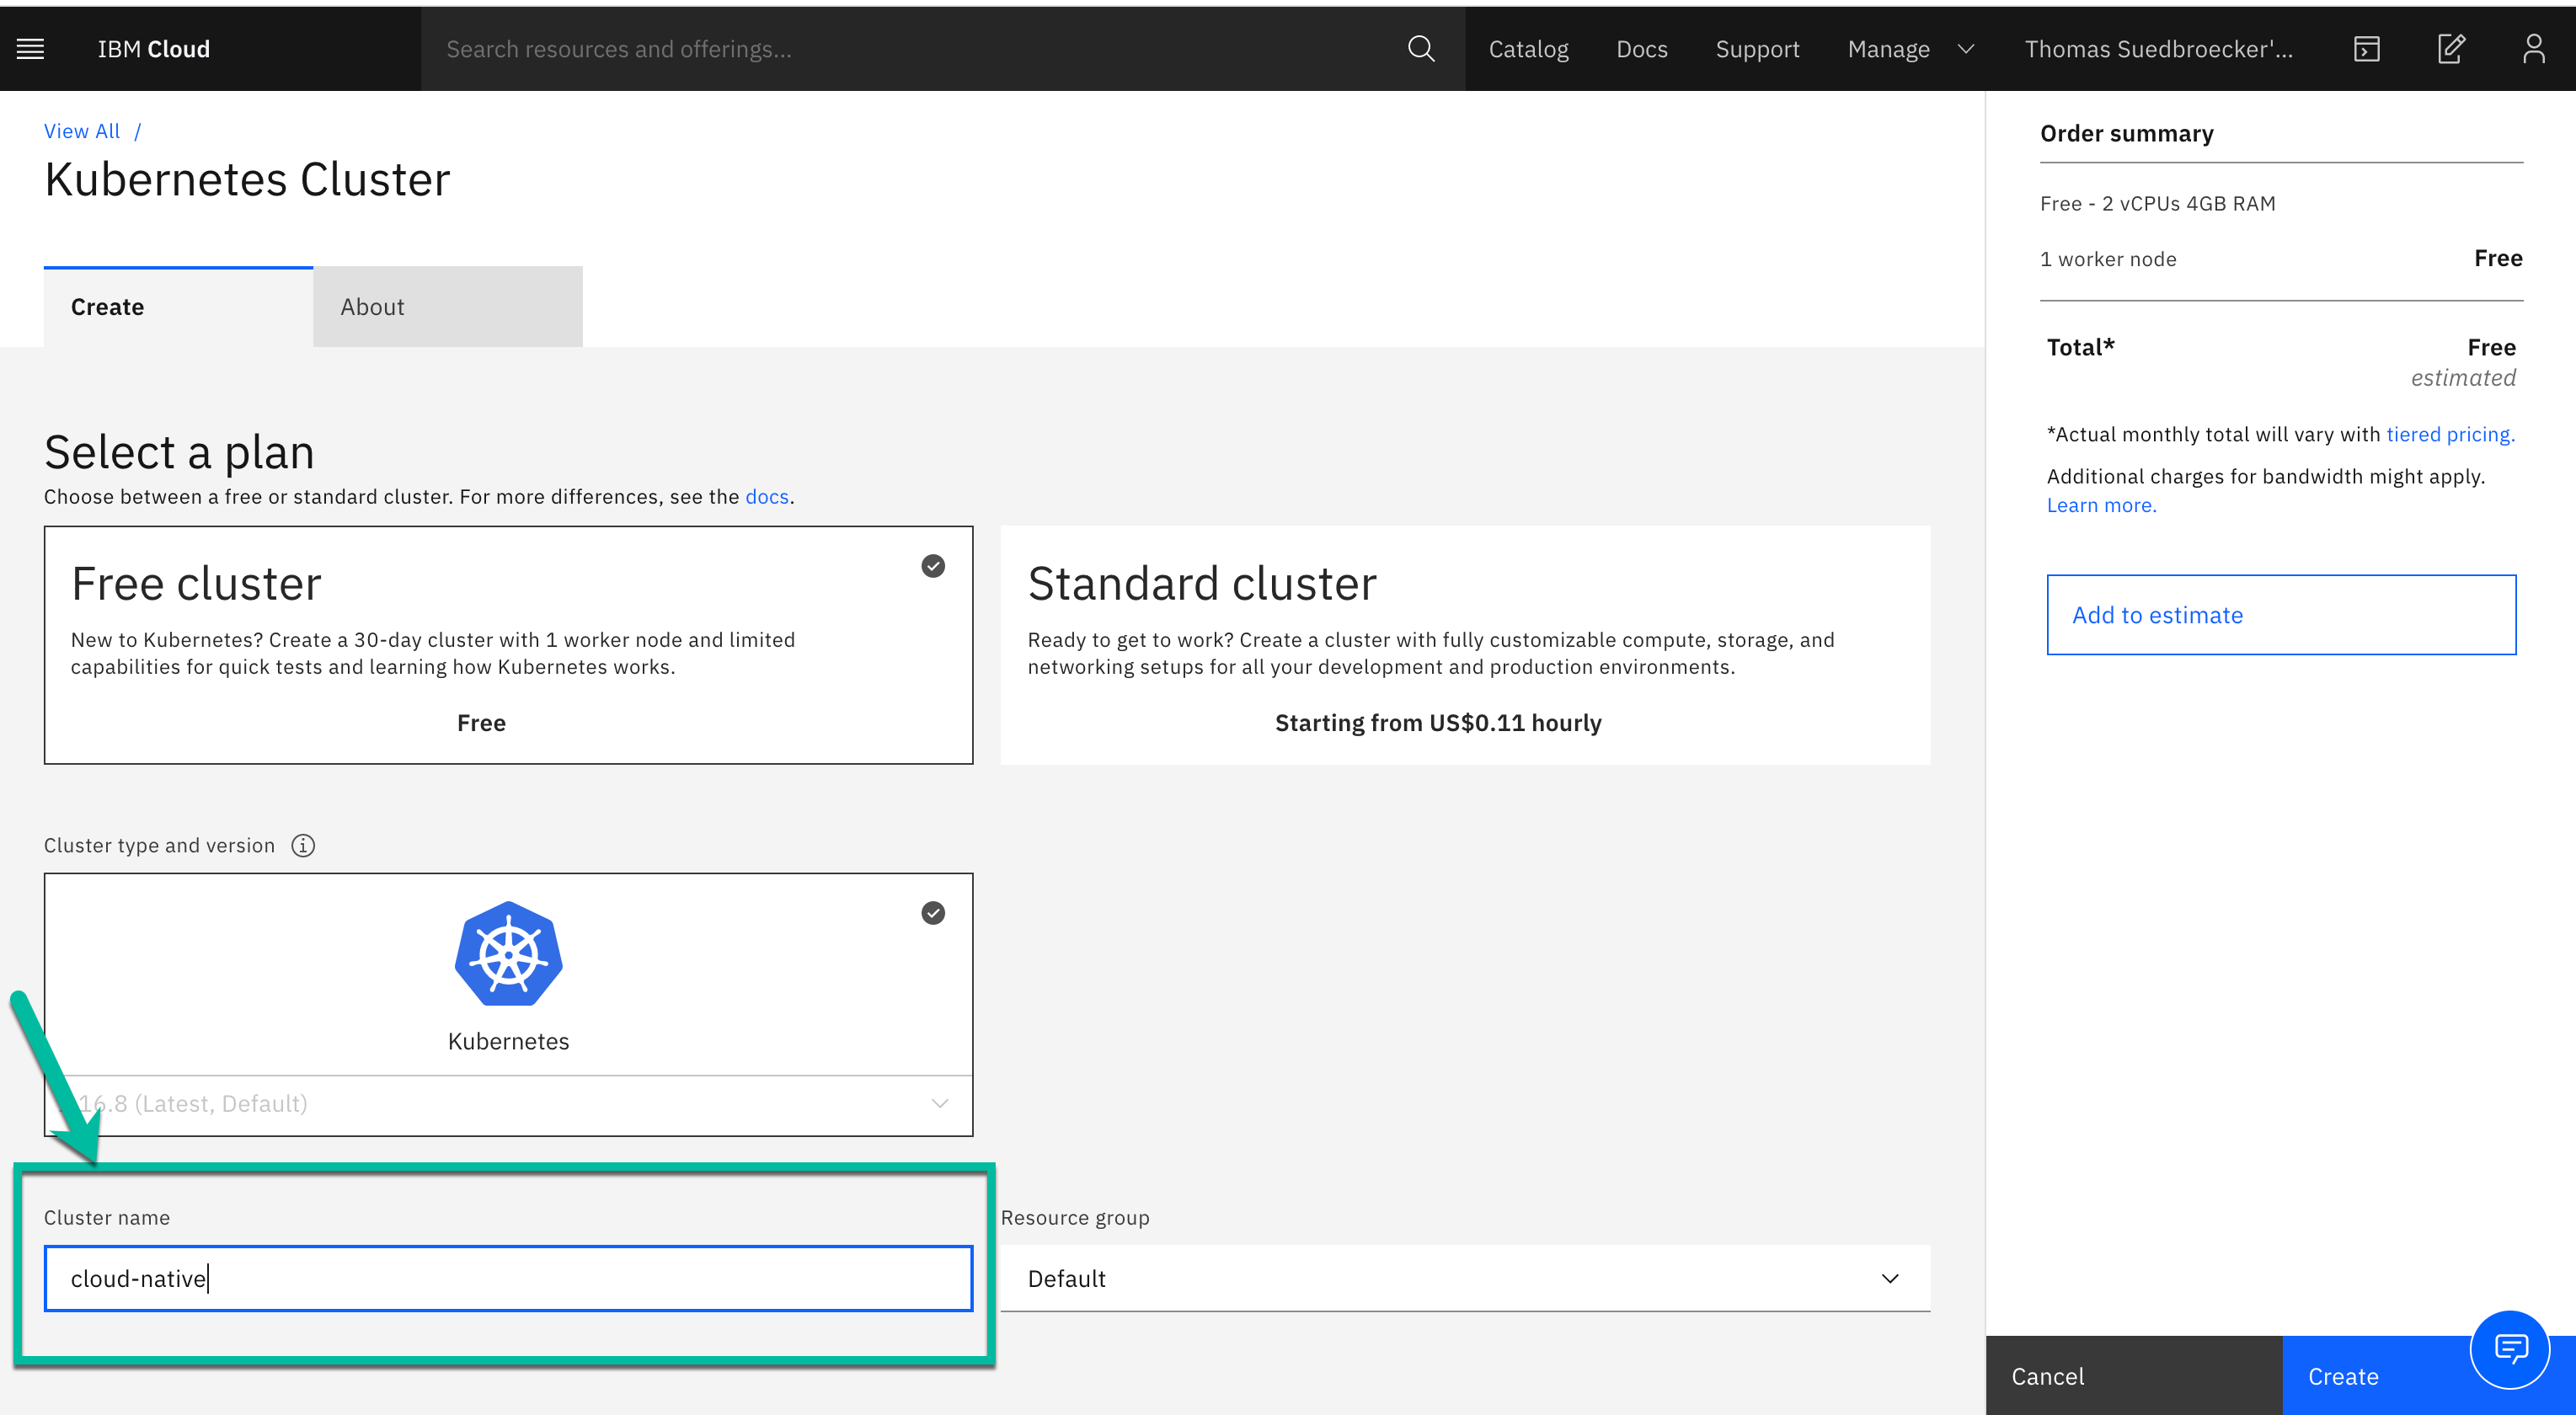 IBM Cloud
Search resources and offerings...
Catalog
Docs
Support
Manage
Thomas Suedbroecker'...
View All /
Kubernetes Cluster
Create
About
Select a plan
Choose between a free or standard cluster. For more differences, see the docs.
Free cluster
New to Kubernetes? Create a 30-day cluster with 1 worker node and limited
capabilities for quick tests and learning how Kubernetes works.
Free
Standard cluster
Ready to get to work? Create a cluster with fully customizable compute, storage, and
networking setups for all your development and production environments.
Starting from US$0.11 hourly
Cluster type and version
Kubernetes
16.8 (Latest, Default)
Cluster name
cloud-native
Resource group
Default
Order summary
Free - 2 vCPUs 4GB RAM
1 worker node Free
Total* Free
estimated
*Actual monthly total will vary with tiered pricing.
Additional charges for bandwidth might apply.
Learn more.
Add to estimate
Cancel
Create